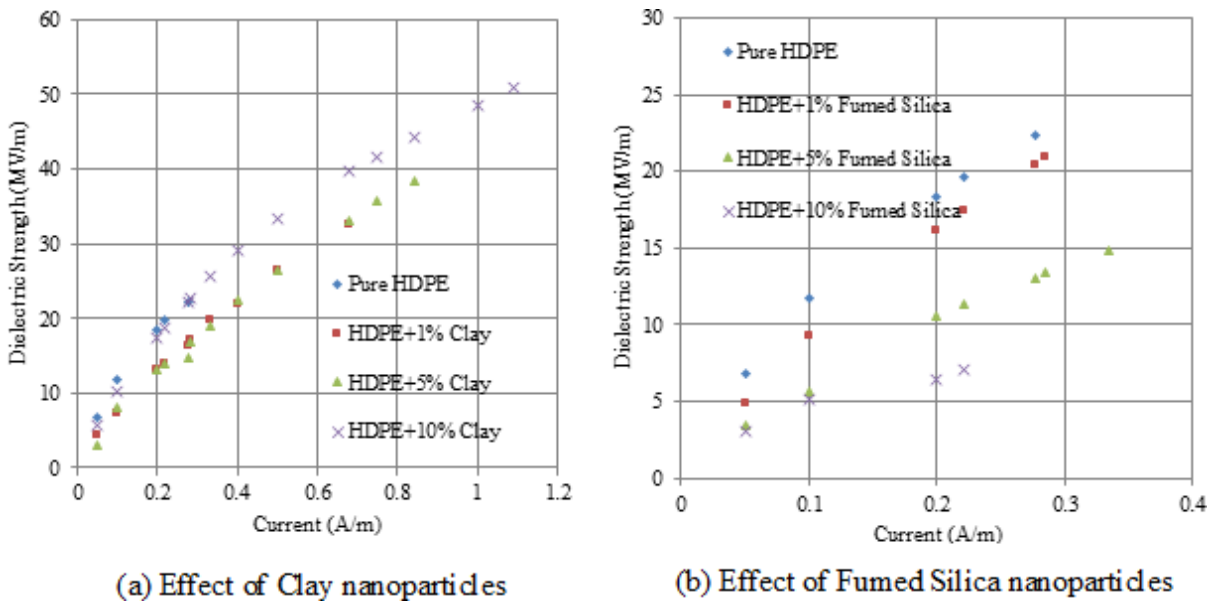 60
50
40
30
20
10
0
Dielectric Strength(MV/m)
Pure HDPE
HDPE+1% Clay
HDPE+5% Clay
HDPE+10% Clay
0 0.2 0.4 0.6 0.8 1 1.2
Current (A/m)
(a) Effect of Clay nanoparticles
30
25
20
15
10
5
0
Dielectric Strength(MV/m)
Pure HDPE
HDPE+1% Fumed Silica
HDPE+5% Fumed Silica
HDPE+10% Fumed Silica
0 0.1 0.2 0.3 0.4
Current (A/m)
(b) Effect of Fumed Silica nanoparticles